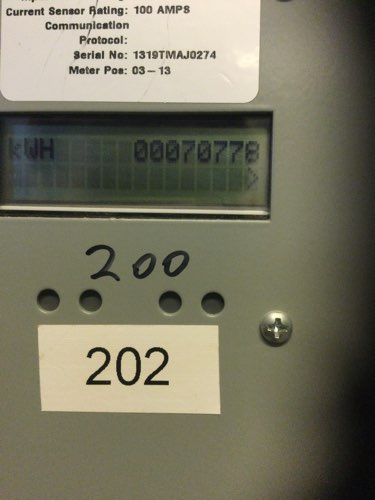 Current Sensor Rating: 100 AMPS
Communication
Protocol:
Serial No: 1319TMAJ0274
Meter Pos: 03-13
kWH 00070778
200
202